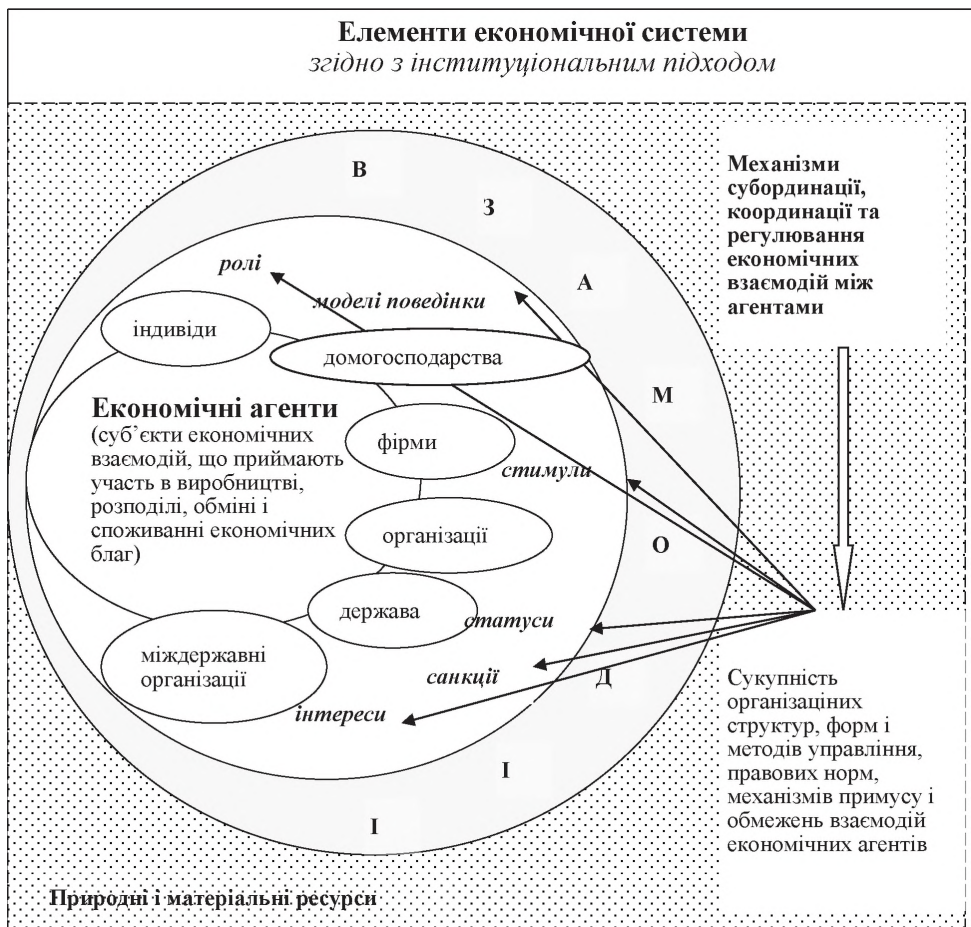 Елементи економічної системи
згідно з інституціональним підходом
В
З
А
М
О
Д
І
І
Механізми
субординації,
координації та
регулювання
економічних
взаємодій між
агентами
ролі
моделі поведінки
індивіди
домогосподарства
Економічні агенти
(суб’єкти економічних
взаємодій, що приймають
участь в виробництві,
розподілі, обміні і
споживанні економічних
благ)
фірми
стимули
організації
держава
статуси
міждержавні
організації
санкції
інтереси
Сукупність
організаціних
структур, форм і
методів управління,
правових норм,
механізмів примусу і
обмежень взаємодій
економічних агентів
Природні і матеріальні ресурси